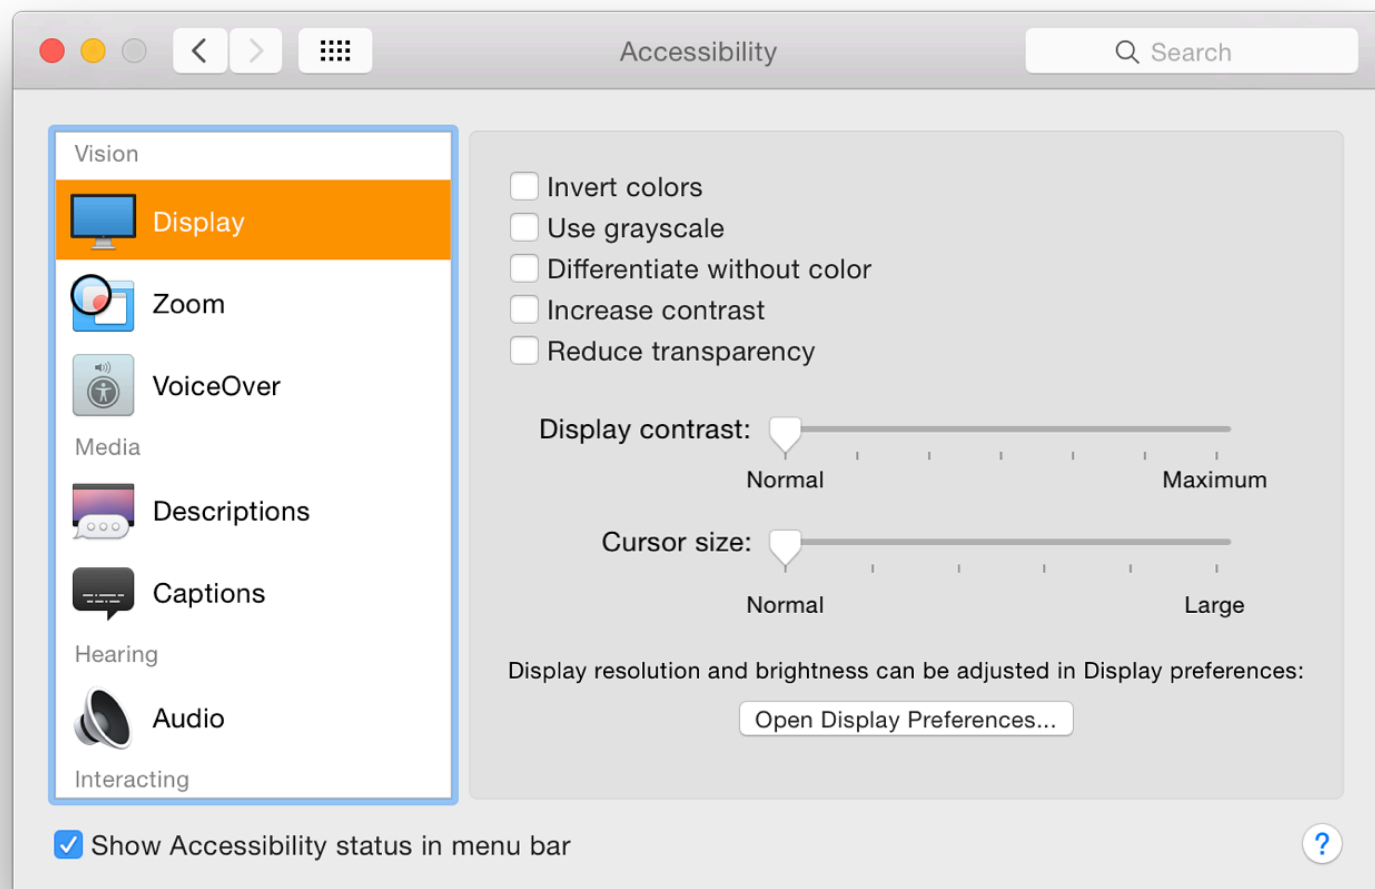 Accessibility
Search
Vision
Display
Zoom
VoiceOver
Media
Descriptions
Captions
Hearing
Audio
Interacting
Invert colors
Use grayscale
Differentiate without color
Increase contrast
Reduce transparency
Display contrast:
Normal Maximum
Cursor size:
Normal Large
Display resolution and brightness can be adjusted in Display preferences:
Open Display Preferences...
Show Accessibility status in menu bar
?